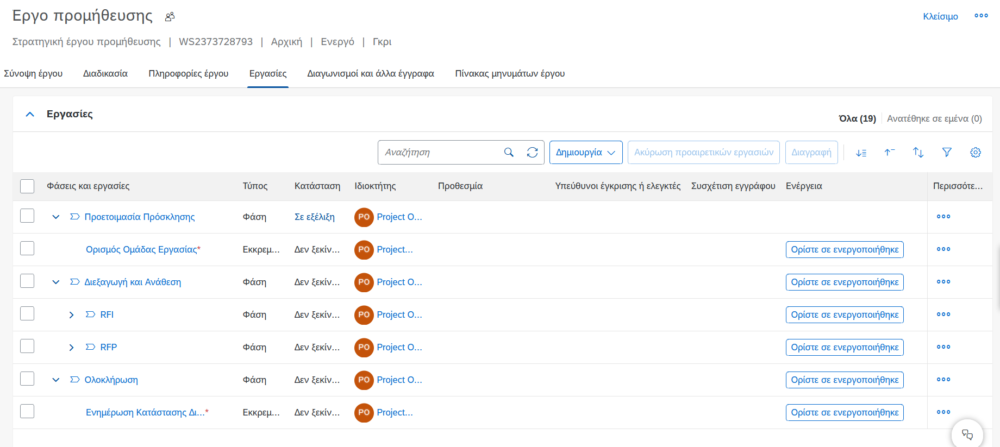 Έργο προμήθευσης
Κλείσιμο
Στρατηγική έργου προμήθευσης | WS2373728793 | Αρχική | Ενεργό | Γκρι
Σύνοψη έργου Διαδικασία Πληροφορίες έργου Εργασίες Διαγωνισμοί και άλλα έγγραφα Πίνακας μηνυμάτων έργου
Εργασίες
Όλα (19) Ανατέθηκε σε εμένα (0)
Αναζήτηση Δημιουργία Ακύρωση προαιρετικών εργασιών Διαγραφή
Φάσεις και εργασίες Τύπος Κατάσταση Ιδιοκτήτης Προθεσμία Υπεύθυνοι έγκρισης ή ελεγκτές Συσχέτιση εγγράφου Ενέργεια Περισσότε...
Προετοιμασία Πρόσκλησης Φάση Σε εξέλιξη PO Project O...
Ορισμός Ομάδας Εργασίας* Εκκρεμ... Δεν ξεκίν... PO Project... Ορίστε σε ενεργοποιήθηκε
Διεξαγωγή και Ανάθεση Φάση Δεν ξεκίν... PO Project O... Ορίστε σε ενεργοποιήθηκε
RFI Φάση Δεν ξεκίν... PO Project O... Ορίστε σε ενεργοποιήθηκε
RFP Φάση Δεν ξεκίν... PO Project O... Ορίστε σε ενεργοποιήθηκε
Ολοκλήρωση Φάση Δεν ξεκίν... PO Project O... Ορίστε σε ενεργοποιήθηκε
Ενημέρωση Κατάστασης Δι...* Εκκρεμ... Δεν ξεκίν... PO Project... Ορίστε σε ενεργοποιήθηκε